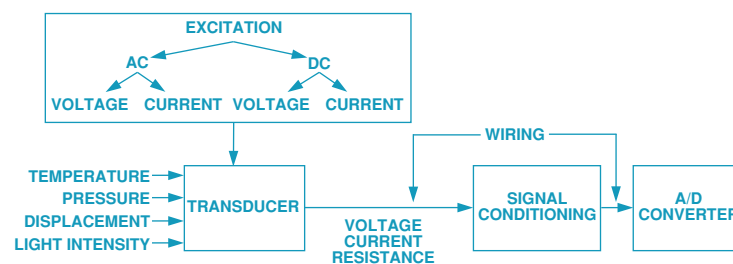 EXCITATION
AC DC
VOLTAGE CURRENT VOLTAGE CURRENT
WIRING
TEMPERATURE
PRESSURE
DISPLACEMENT
LIGHT INTENSITY
TRANSDUCER
VOLTAGE
CURRENT
RESISTANCE
SIGNAL
CONDITIONING
A/D
CONVERTER